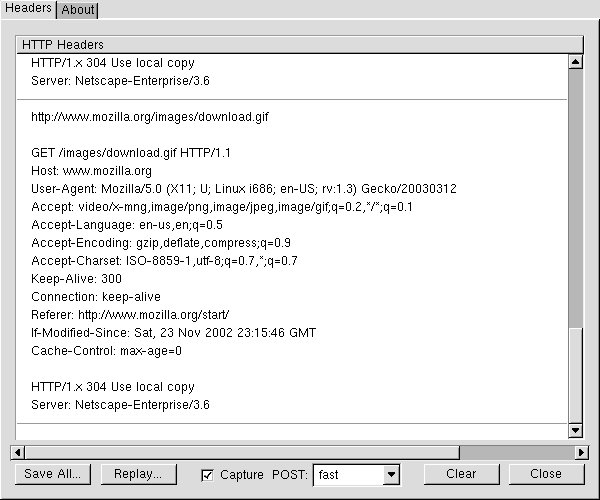 Headers About
HTTP Headers
HTTP/1.x 304 Use local copy
Server: Netscape-Enterprise/3.6
http://www.mozilla.org/images/download.gif
GET /images/download.gif HTTP/1.1
Host: www.mozilla.org
User-Agent: Mozilla/5.0 (X11; U; Linux i686; en-US; rv:1.3) Gecko/20030312
Accept: video/x-mng,image/png,image/jpeg,image/gif;q=0.2,*/*;q=0.1
Accept-Language: en-us,en;q=0.5
Accept-Encoding: gzip,deflate,compress;q=0.9
Accept-Charset: ISO-8859-1,utf-8;q=0.7,*;q=0.7
Keep-Alive: 300
Connection: keep-alive
Referer: http://www.mozilla.org/start/
If-Modified-Since: Sat, 23 Nov 2002 23:15:46 GMT
Cache-Control: max-age=0
HTTP/1.x 304 Use local copy
Server: Netscape-Enterprise/3.6
Save All... Replay... Capture POST: fast Clear Close